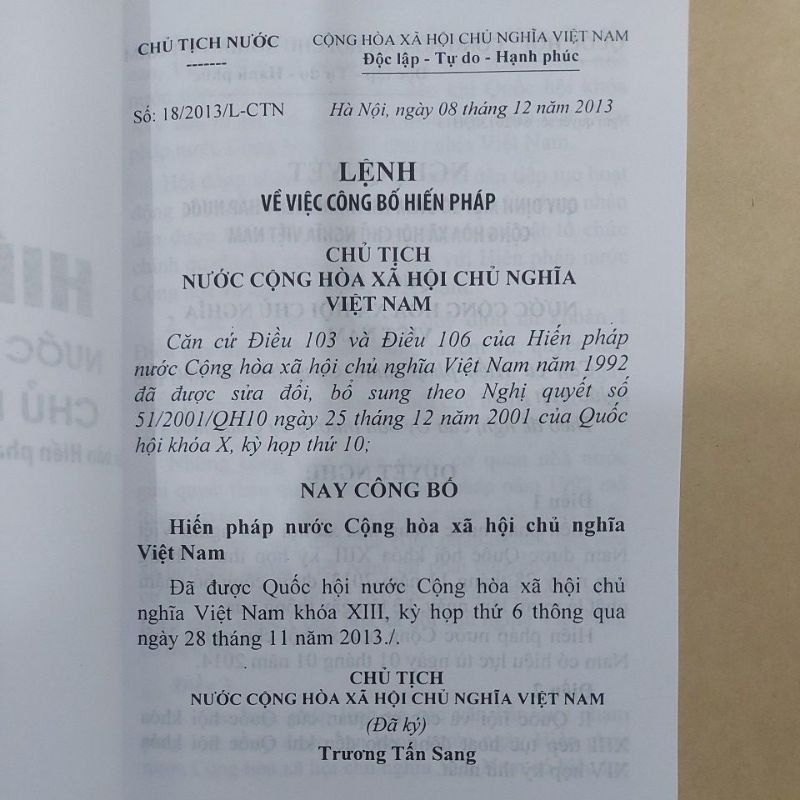 CHỦ TỊCH NƯỚC
-------
CỘNG HÒA XÃ HỘI CHỦ NGHĨA VIỆT NAM
Độc lập - Tự do - Hạnh phúc
Số: 18/2013/L-CTN
Hà Nội, ngày 08 tháng 12 năm 2013
LỆNH
VỀ VIỆC CÔNG BỐ HIẾN PHÁP
CHỦ TỊCH
NƯỚC CỘNG HÒA XÃ HỘI CHỦ NGHĨA
VIỆT NAM
Căn cứ Điều 103 và Điều 106 của Hiến pháp
nước Cộng hòa xã hội chủ nghĩa Việt Nam năm 1992
đã được sửa đổi, bổ sung theo Nghị quyết số
51/2001/QH10 ngày 25 tháng 12 năm 2001 của Quốc
hội khóa X, kỳ họp thứ 10;
NAY CÔNG BỐ
Hiến pháp nước Cộng hòa xã hội chủ nghĩa
Việt Nam
Đã được Quốc hội nước Cộng hòa xã hội chủ
nghĩa Việt Nam khóa XIII, kỳ họp thứ 6 thông qua
ngày 28 tháng 11 năm 2013./.
CHỦ TỊCH
NƯỚC CỘNG HÒA XÃ HỘI CHỦ NGHĨA VIỆT NAM
(Đã ký)
Trương Tấn Sang